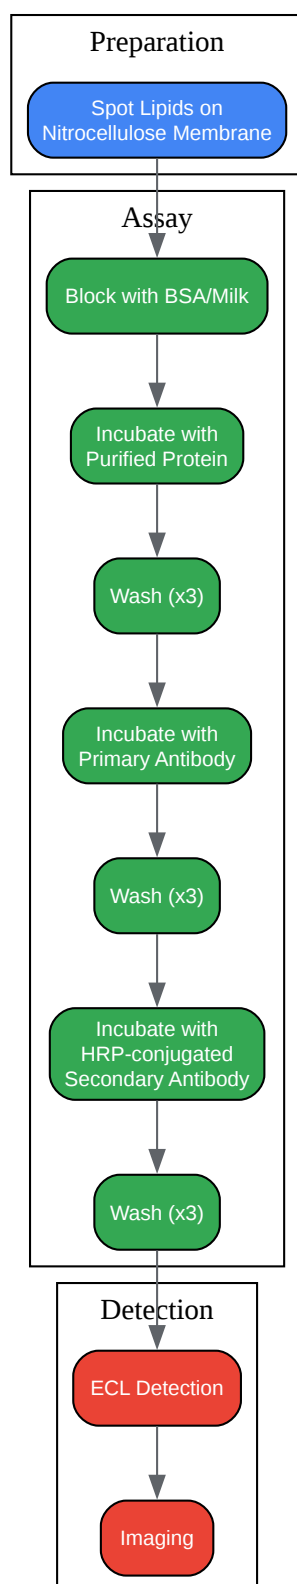 Preparation
Spot Lipids on
Nitrocellulose Membrane
Assay
Block with BSA/Milk
Incubate with
Purified Protein
Wash (x3)
Incubate with
Primary Antibody
Wash (x3)
Incubate with
HRP-conjugated
Secondary Antibody
Wash (x3)
Detection
ECL Detection
Imaging